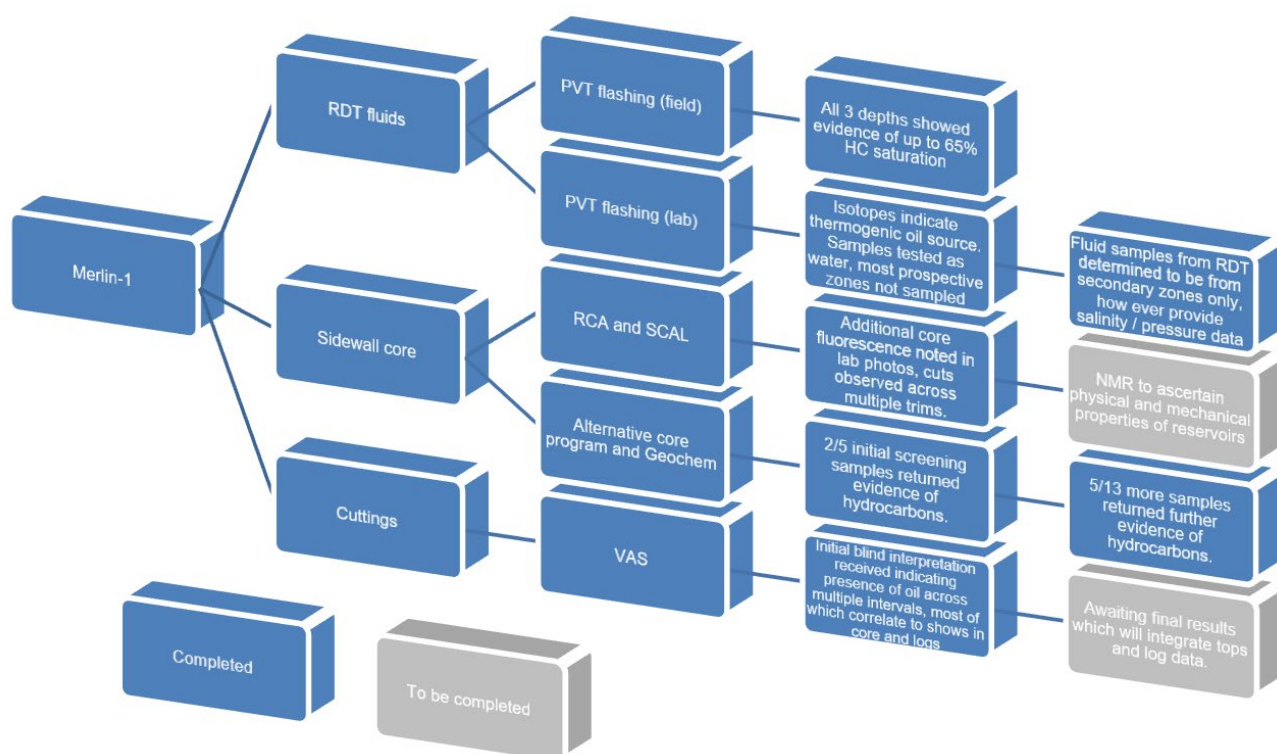 Merlin-1
RDT fluids
Sidewall core
Cuttings
PVT flashing (field)
PVT flashing (lab)
RCA and SCAL
Alternative core
program and Geochem
VAS
All 3 depths showed
evidence of up to 65%
HC saturation
Isotopes indicate
thermogenic oil source.
Samples tested as
water, most prospective
zones not sampled
Additional core
fluorescence noted in
lab photos, cuts
observed across
multiple trims.
2/5 initial screening
samples returned
evidence of
hydrocarbons.
Initial blind interpretation
received indicating
presence of oil across
multiple intervals, most of
which correlate to shows in
core and logs
Fluid samples from RDT
determined to be from
secondary zones only,
how ever provide
salinity / pressure data
NMR to ascertain
physical and mechanical
properties of reservoirs
5/13 more samples
returned further
evidence of
hydrocarbons.
Awaiting final results
which will integrate tops
and log data.
Completed
To be completed